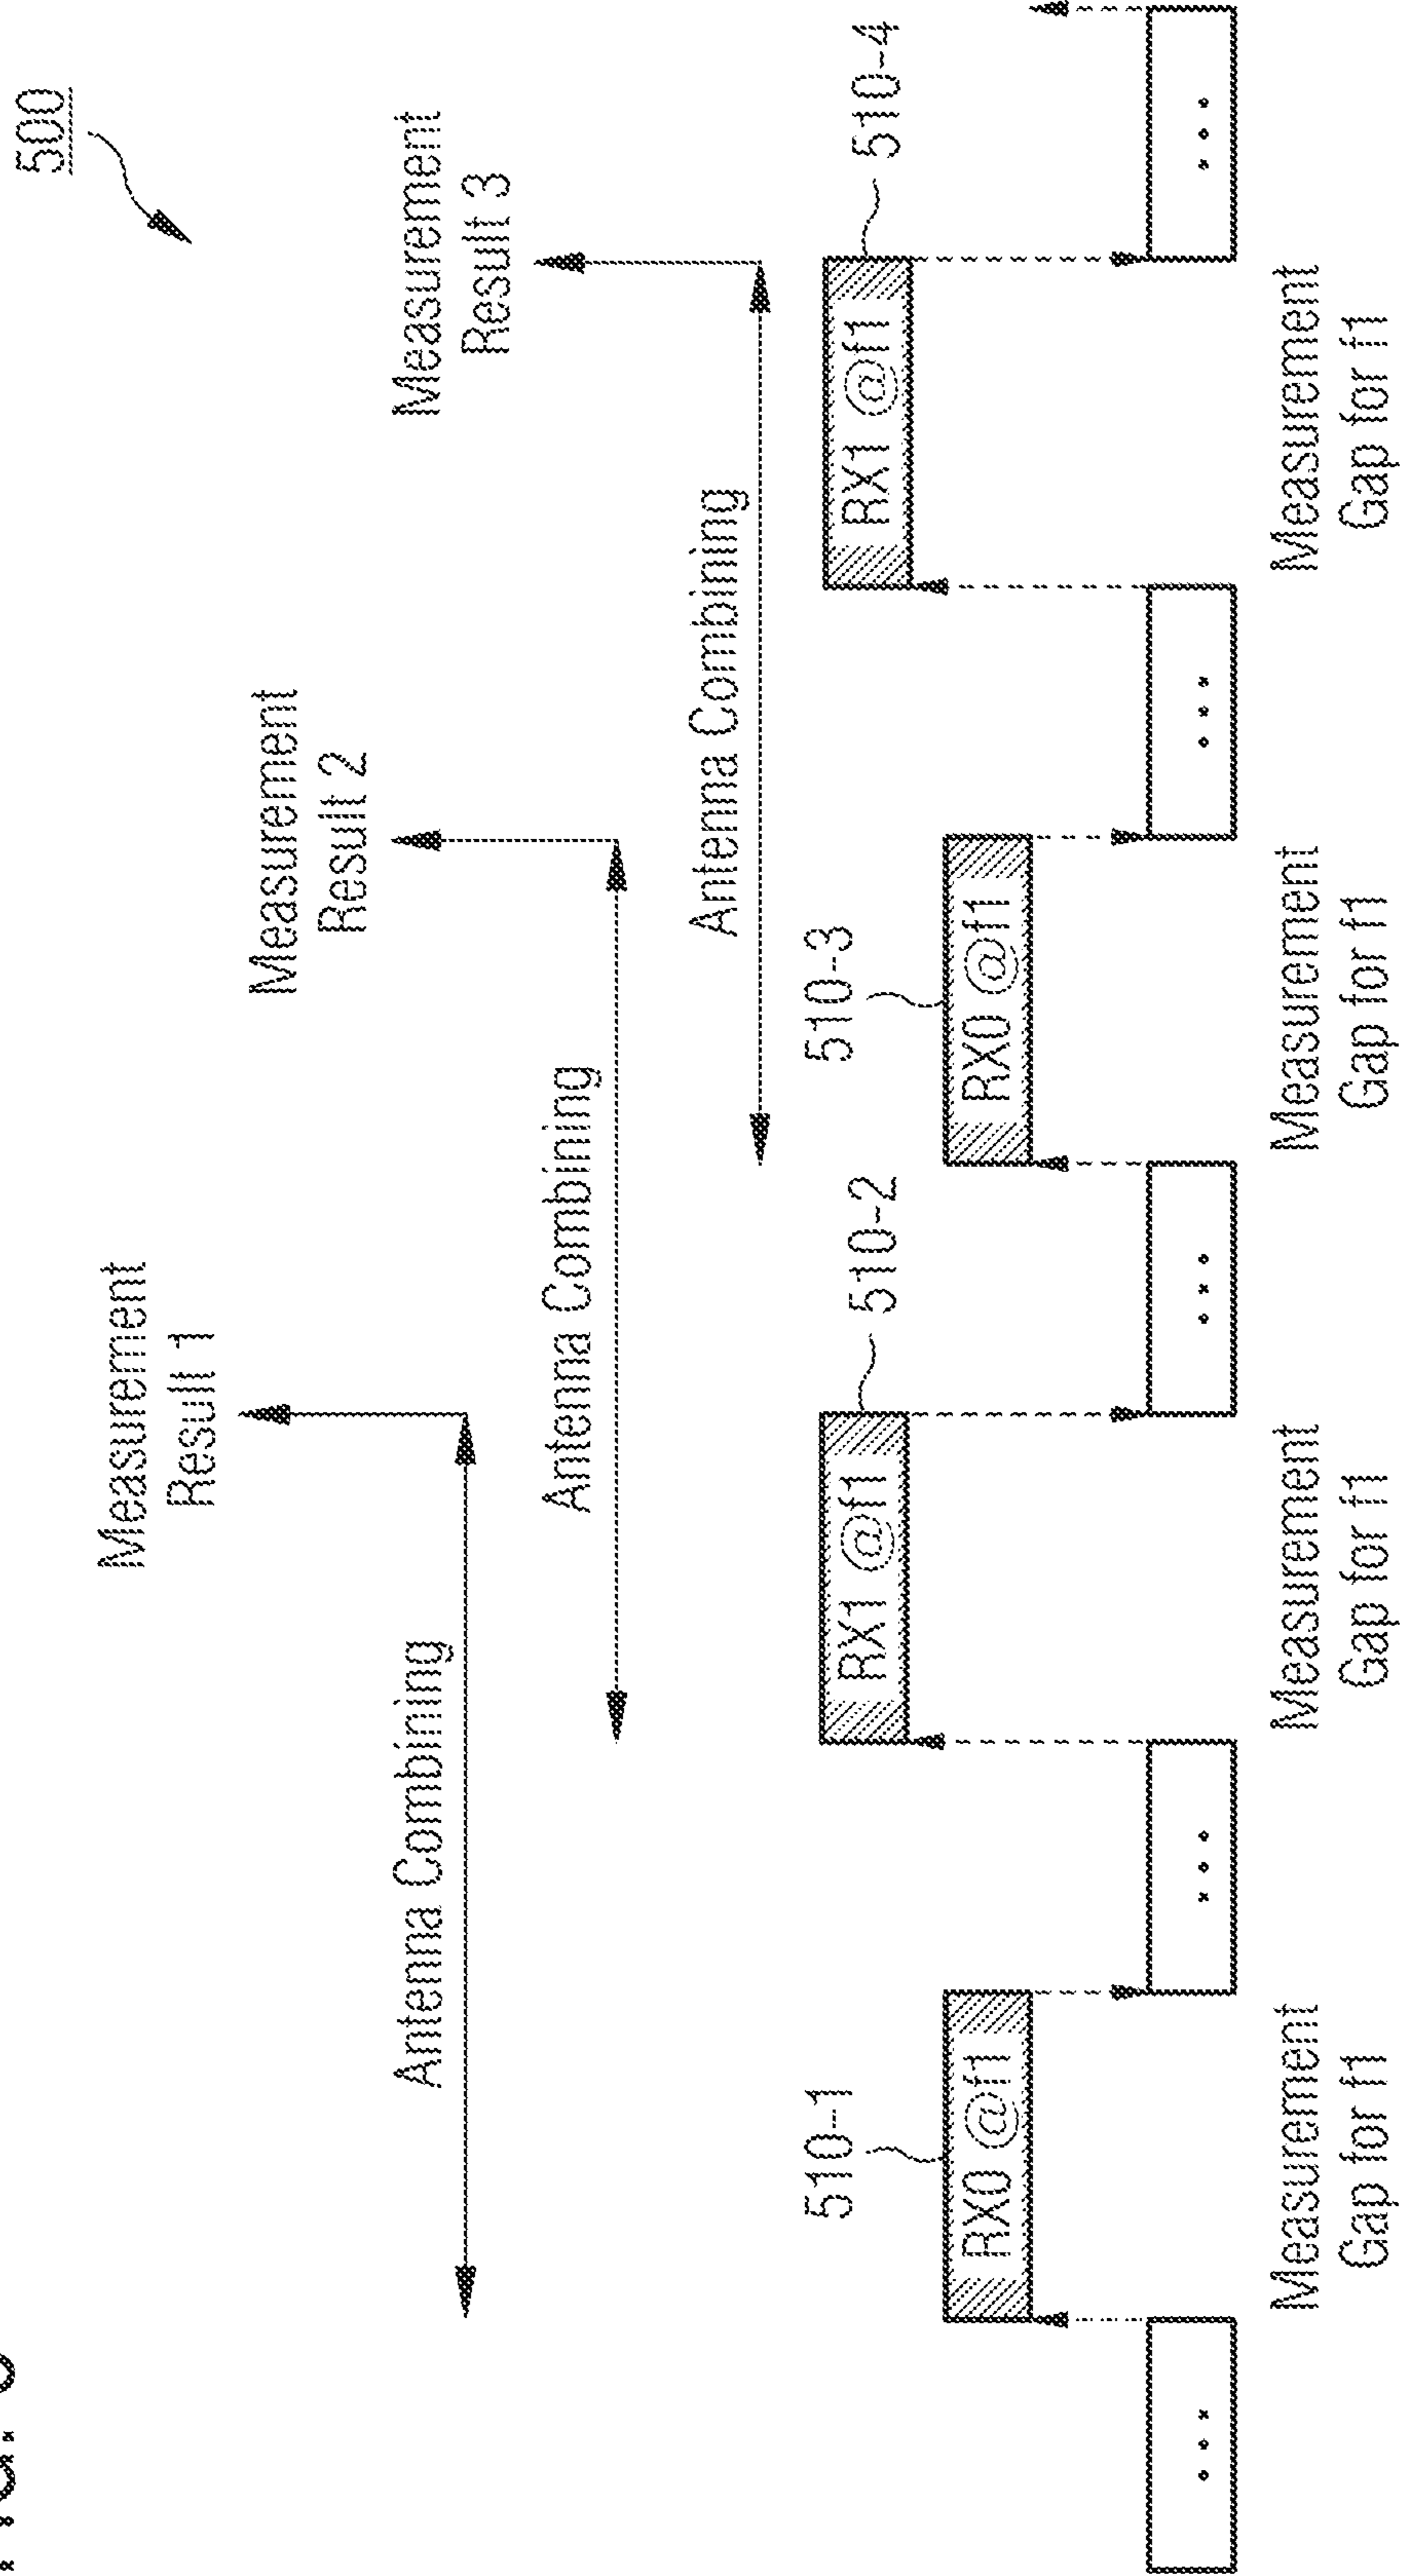 500
Measurement
Result 1
Measurement
Result 2
Measurement
Result 3
Antenna Combining
Antenna Combining
Antenna Combining
510-1
RX0 @f1
510-2
RX1 @f1
510-3
RX0 @f1
510-4
RX1 @f1
Measurement
Gap for f1
Measurement
Gap for f1
Measurement
Gap for f1
Measurement
Gap for f1